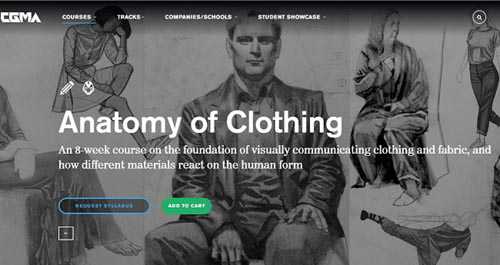 CGMA
COURSES
TRACKS
COMPANIES/SCHOOLS
STUDENT SHOWCASE
Anatomy of Clothing
An 8-week course on the foundation of visually communicating clothing and fabric, and
how different materials react on the human form
REQUEST SYLLABUS
ADD TO CART